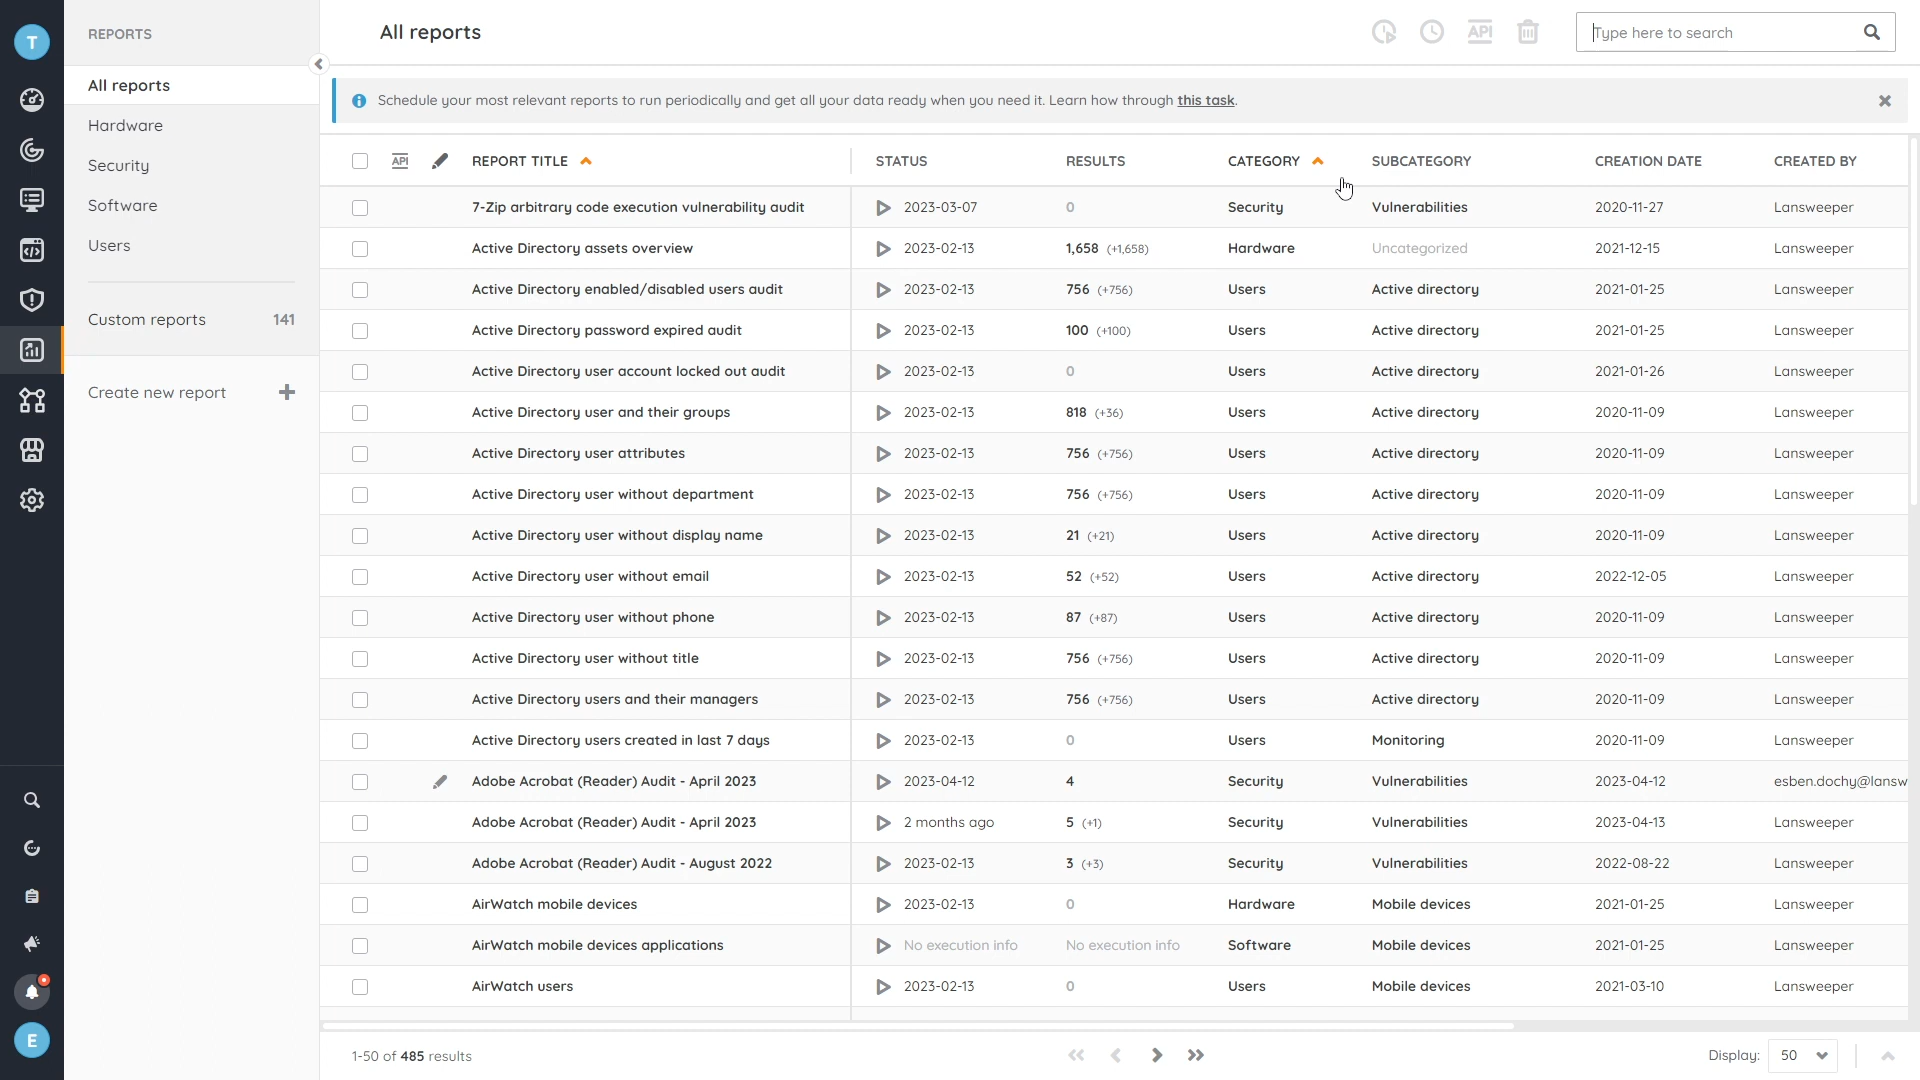 T
REPORTS
All reports
Hardware
Security
Software
Users
Custom reports 141
Create new report
E
All reports
API
Type here to search
Schedule your most relevant reports to run periodically and get all your data ready when you need it. Learn how through this task.
API REPORT TITLE STATUS RESULTS CATEGORY SUBCATEGORY CREATION DATE CREATED BY
7-Zip arbitrary code execution vulnerability audit 2023-03-07 0 Security Vulnerabilities 2020-11-27 Lansweeper
Active Directory assets overview 2023-02-13 1,658 (+1,658) Hardware Uncategorized 2021-12-15 Lansweeper
Active Directory enabled/disabled users audit 2023-02-13 756 (+756) Users Active directory 2021-01-25 Lansweeper
Active Directory password expired audit 2023-02-13 100 (+100) Users Active directory 2021-01-25 Lansweeper
Active Directory user account locked out audit 2023-02-13 0 Users Active directory 2021-01-26 Lansweeper
Active Directory user and their groups 2023-02-13 818 (+36) Users Active directory 2020-11-09 Lansweeper
Active Directory user attributes 2023-02-13 756 (+756) Users Active directory 2020-11-09 Lansweeper
Active Directory user without department 2023-02-13 756 (+756) Users Active directory 2020-11-09 Lansweeper
Active Directory user without display name 2023-02-13 21 (+21) Users Active directory 2020-11-09 Lansweeper
Active Directory user without email 2023-02-13 52 (+52) Users Active directory 2022-12-05 Lansweeper
Active Directory user without phone 2023-02-13 87 (+87) Users Active directory 2020-11-09 Lansweeper
Active Directory user without title 2023-02-13 756 (+756) Users Active directory 2020-11-09 Lansweeper
Active Directory users and their managers 2023-02-13 756 (+756) Users Active directory 2020-11-09 Lansweeper
Active Directory users created in last 7 days 2023-02-13 0 Users Monitoring 2020-11-09 Lansweeper
Adobe Acrobat (Reader) Audit - April 2023 2023-04-12 4 Security Vulnerabilities 2023-04-12 esben.dochy@lansw
Adobe Acrobat (Reader) Audit - April 2023 2 months ago 5 (+1) Security Vulnerabilities 2023-04-13 Lansweeper
Adobe Acrobat (Reader) Audit - August 2022 2023-02-13 3 (+3) Security Vulnerabilities 2022-08-22 Lansweeper
AirWatch mobile devices 2023-02-13 0 Hardware Mobile devices 2021-01-25 Lansweeper
AirWatch mobile devices applications No execution info No execution info Software Mobile devices 2021-01-25 Lansweeper
AirWatch users 2023-02-13 0 Users Mobile devices 2021-03-10 Lansweeper
1-50 of 485 results
Display: 50